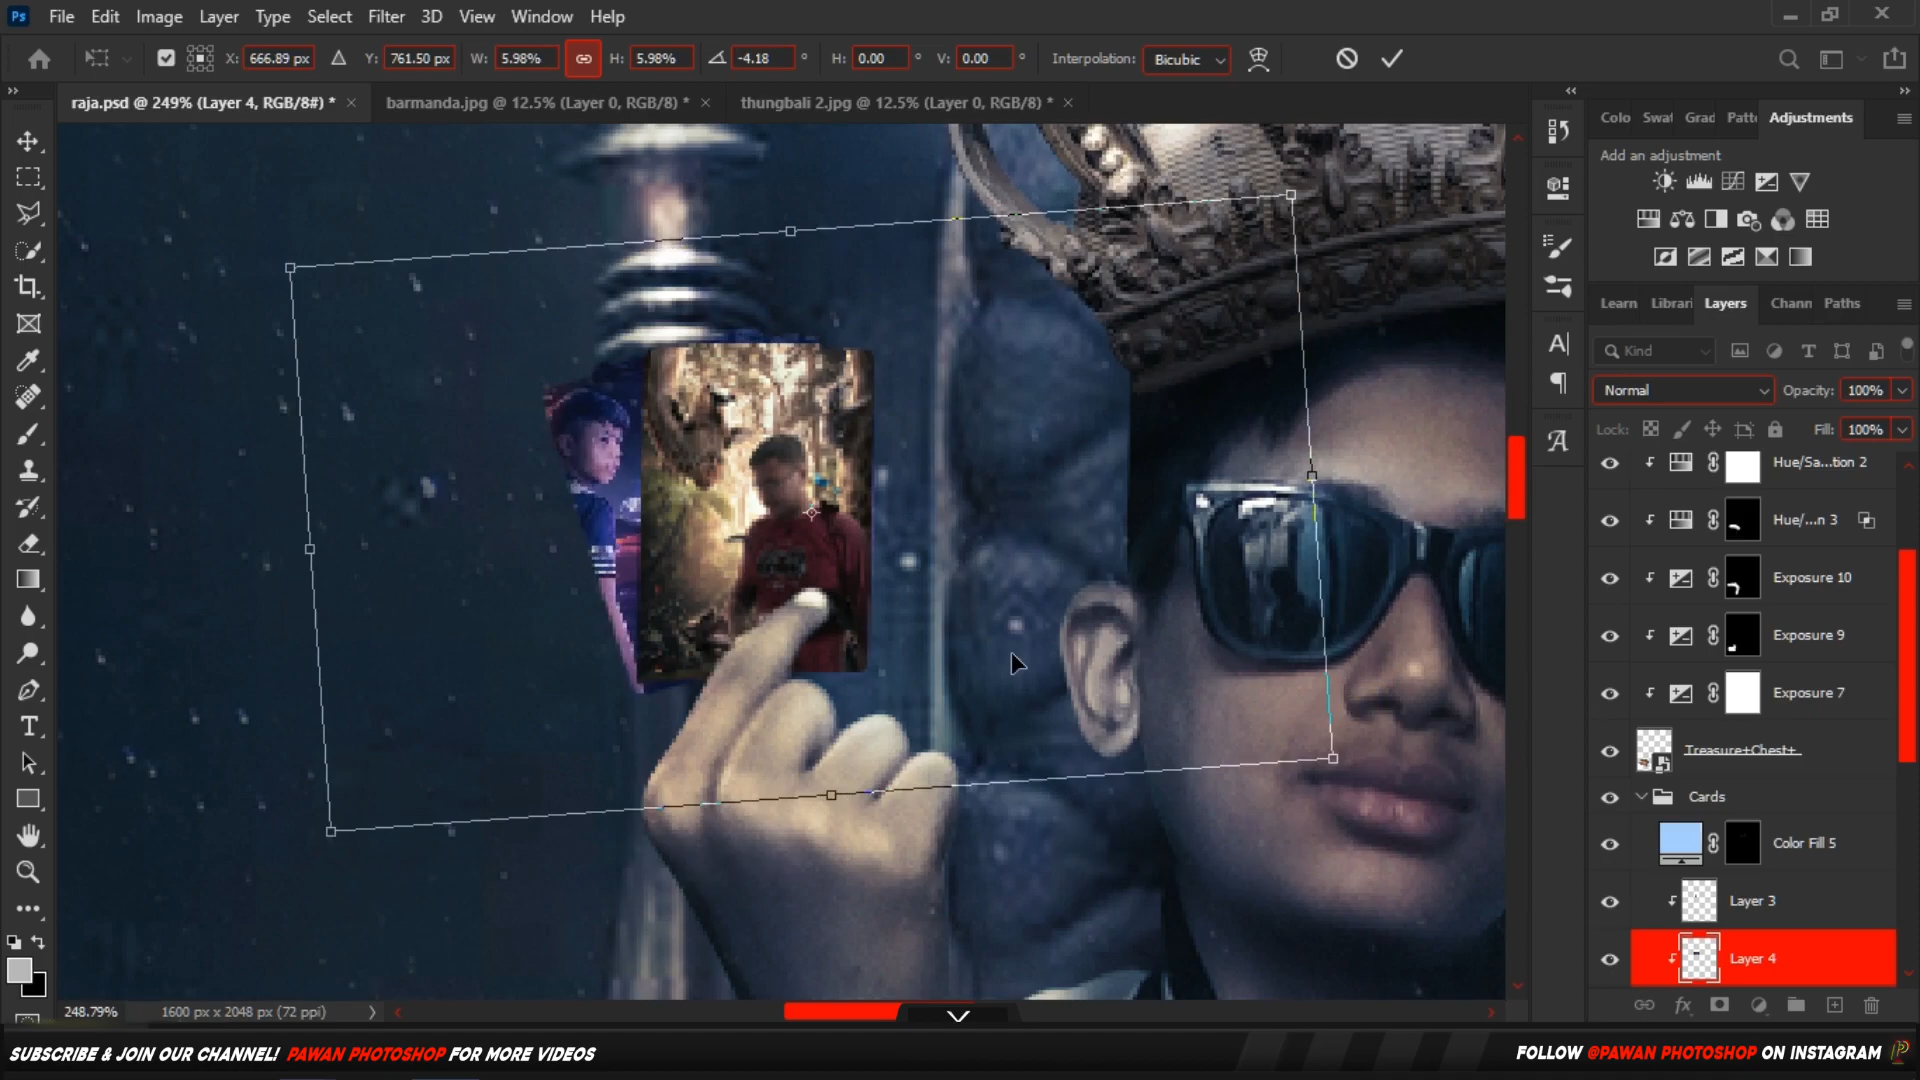 Ps File Edit Image Layer Type Select Filter 3D View Window Help
X: 666.89 px Y: 761.50 px W: 5.98% H: 5.98% -4.18 ° H: 0.00 ° V: 0.00 ° Interpolation: Bicubic
raja.psd @ 249% (Layer 4, RGB/8#) * × barmanda.jpg @ 12.5% (Layer 0, RGB/8) * × thungbali 2.jpg @ 12.5% (Layer 0, RGB/8) * ×
Colo Swat Grad Patte Adjustments
Add an adjustment
Learn Librari Layers Chann Paths
Kind
Normal Opacity: 100%
Lock: Fill: 100%
Hue/Sa...tion 2
Hue/...n 3
Exposure 10
Exposure 9
Exposure 7
Treasure+Chest+
Cards
Color Fill 5
Layer 3
Layer 4
248.79% 1600 px x 2048 px (72 ppi)
SUBSCRIBE & JOIN OUR CHANNEL! PAWAN PHOTOSHOP FOR MORE VIDEOS
FOLLOW @PAWAN PHOTOSHOP ON INSTAGRAM